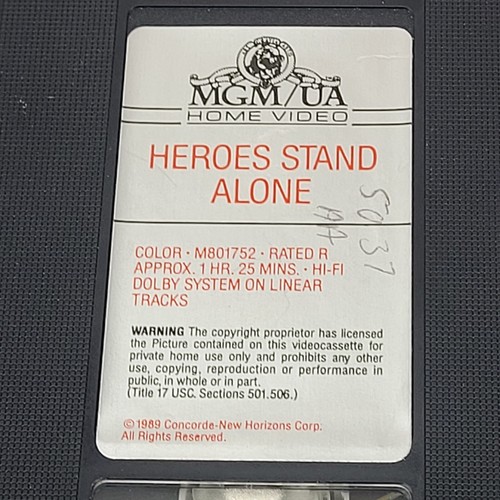 MGM/UA
HOME VIDEO
HEROES STAND
ALONE
5037
COLOR · M801752 · RATED R
APPROX. 1 HR. 25 MINS. · HI-FI
DOLBY SYSTEM ON LINEAR
TRACKS
WARNING The copyright proprietor has licensed
the Picture contained on this videocassette for
private home use only and prohibits any other
use, copying, reproduction or performance in
public, in whole or in part.
(Title 17 USC. Sections 501.506.)
© 1989 Concorde-New Horizons Corp.
All Rights Reserved.